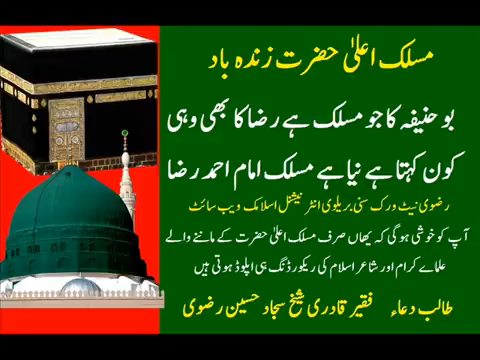 مسلک اعلیٰ حضرت زندہ باد
بو حنیفہ کا جو مسلک ہے رضا کا بھی وہی
کون کہتا ہے نیا ہے مسلک امام احمد رضا
رضوی نیٹ ورک سنی بریلوی انٹرنیشنل اسلامک ویب سائٹ
آپ کو خوشی ہوگی کہ یھاں صرف مسلک اعلیٰ حضرت کے ماننے والے
علماے کرام اور شاعر اسلام کی ریکورڈنگ ہی اپلوڈ ہوتی ہیں
طالب دعاء فقیر قادری شیخ سجاد حسین رضوی